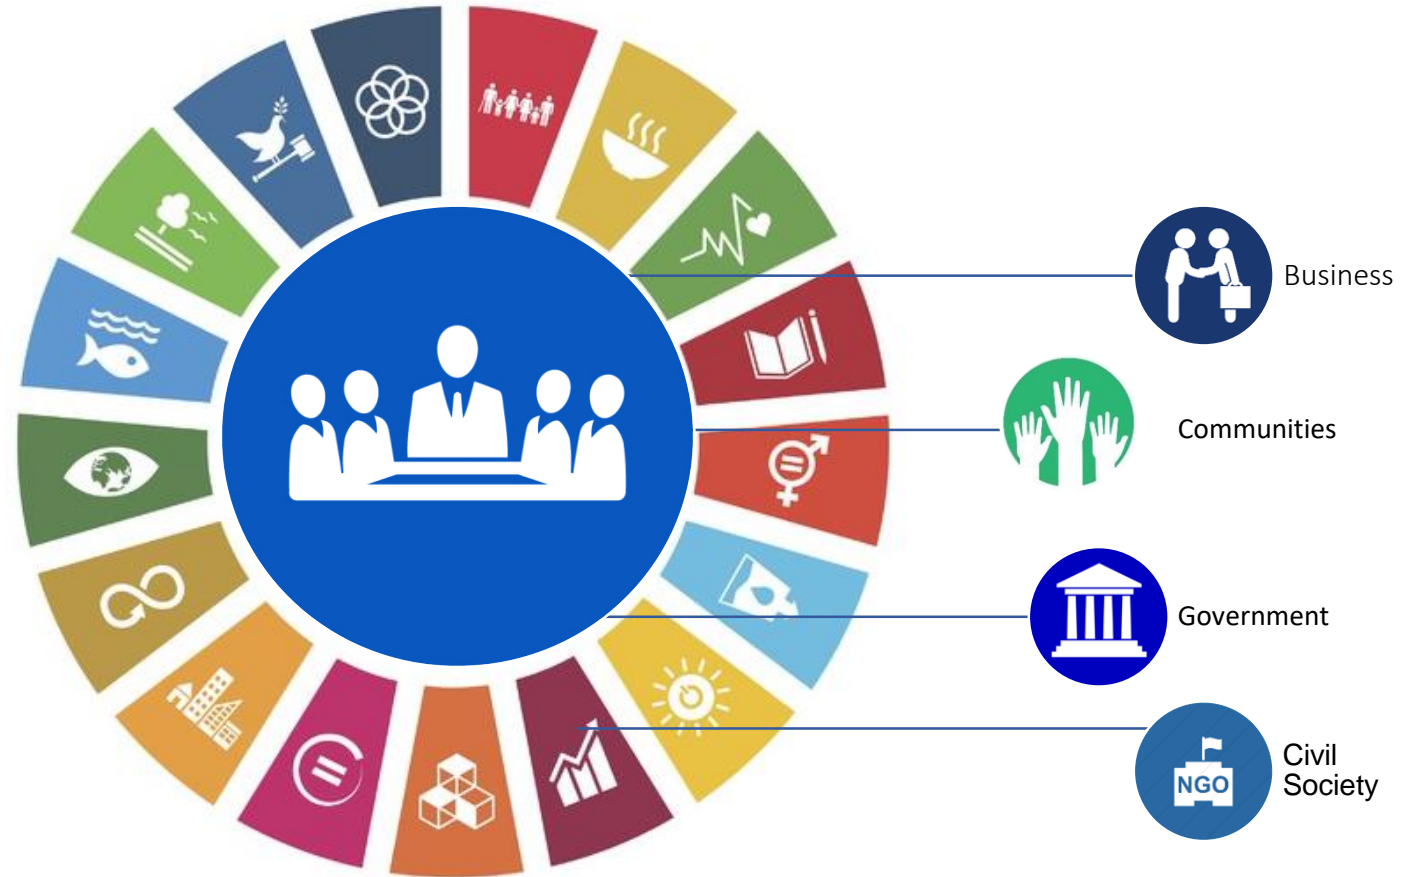 Business
Communities
Government
NGO
Civil
Society